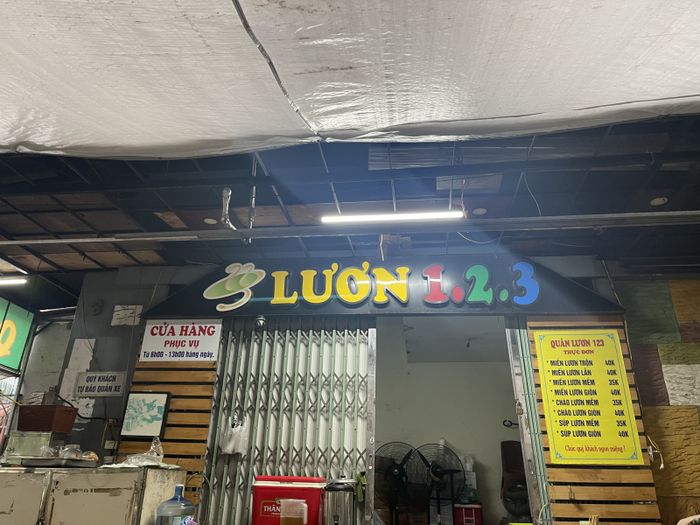 LƯƠN 1.2.3
CỬA HÀNG
PHỤC VỤ
Từ 6h00 - 13h00 hàng ngày.
QUÝ KHÁCH
TỰ BẢO QUẢN XE
QUÁN LƯƠN 123
THỰC ĐƠN
* MIẾN LƯƠN TRỘN 40K
* MIẾN LƯƠN LĂN 40K
* MIẾN LƯƠN MỀM 35K
* MIẾN LƯƠN GIÒN 40K
* CHÁO LƯƠN MỀM 35K
* CHÁO LƯƠN GIÒN 40K
* SÚP LƯƠN MỀM 35K
* SÚP LƯƠN GIÒN 40K
Chúc quý khách ngon miệng !